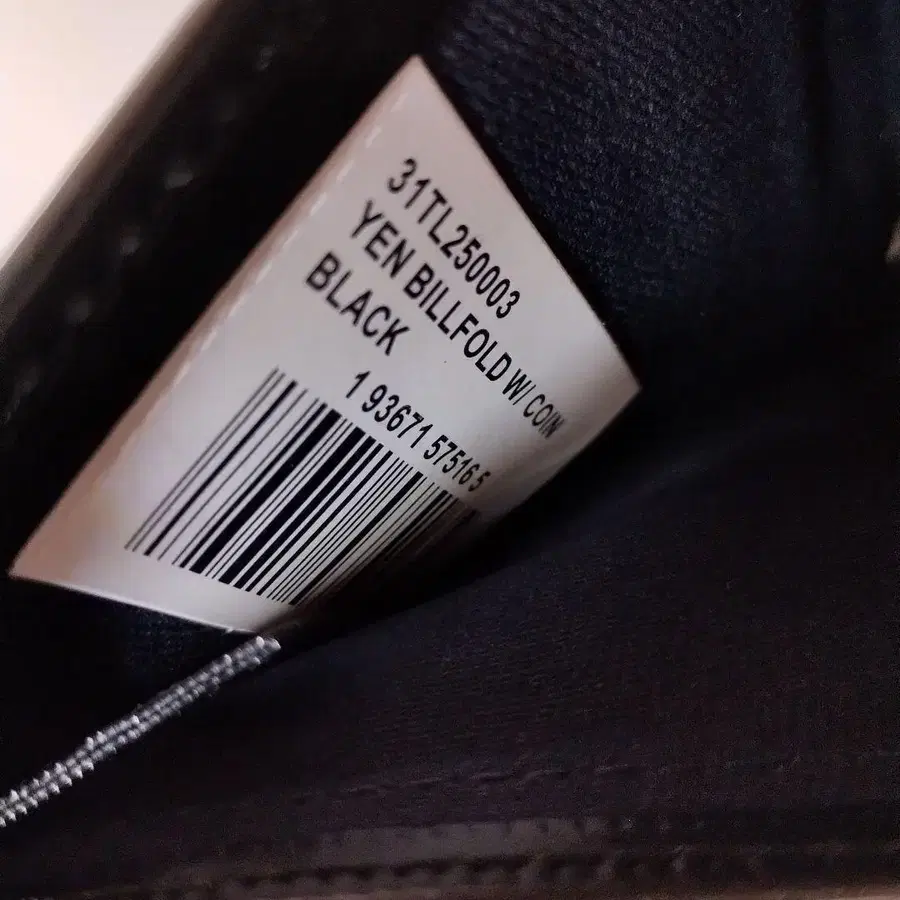 31TL250003
YEN BILLFOLD W/ COIN
BLACK
1 93671 57516 5